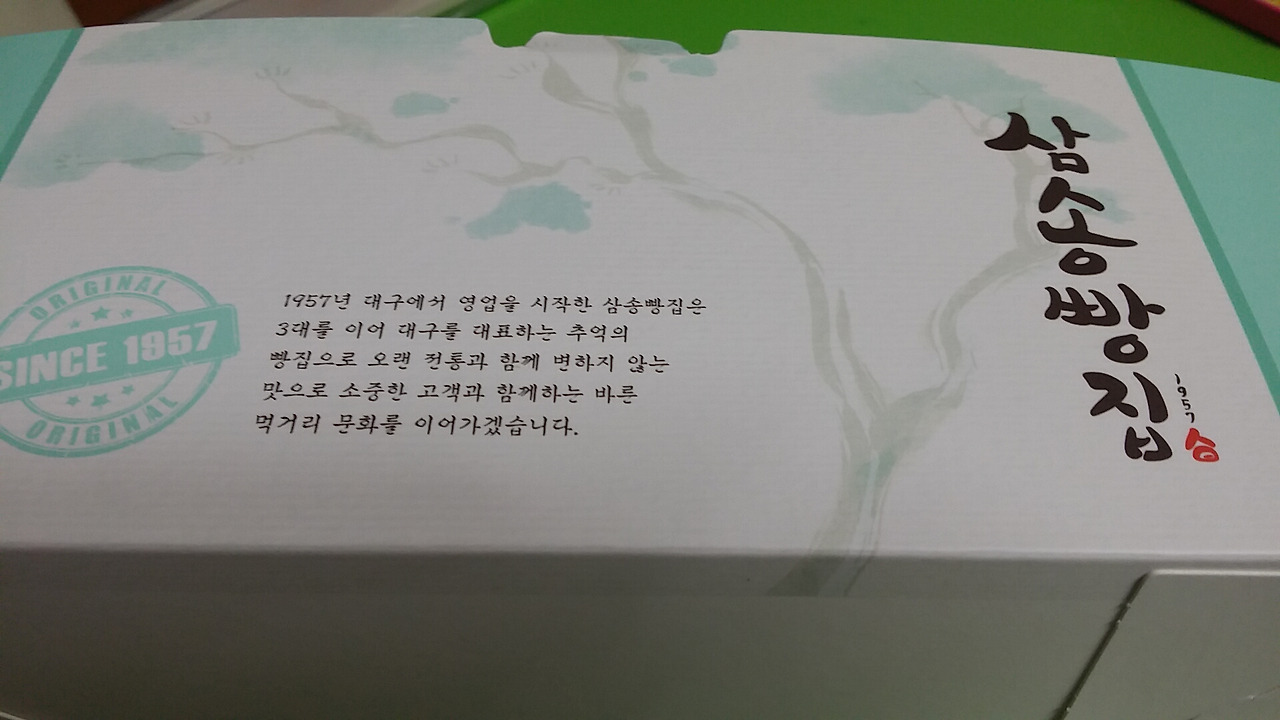 ORIGINAL
SINCE 1957
ORIGINAL
1957년 대구에서 영업을 시작한 삼송빵집은
3대를 이어 대구를 대표하는 추억의
빵집으로 오랜 전통과 함께 변하지 않는
맛으로 소중한 고객과 함께하는 바른
먹거리 문화를 이어가겠습니다.
삼송빵집
1957
송